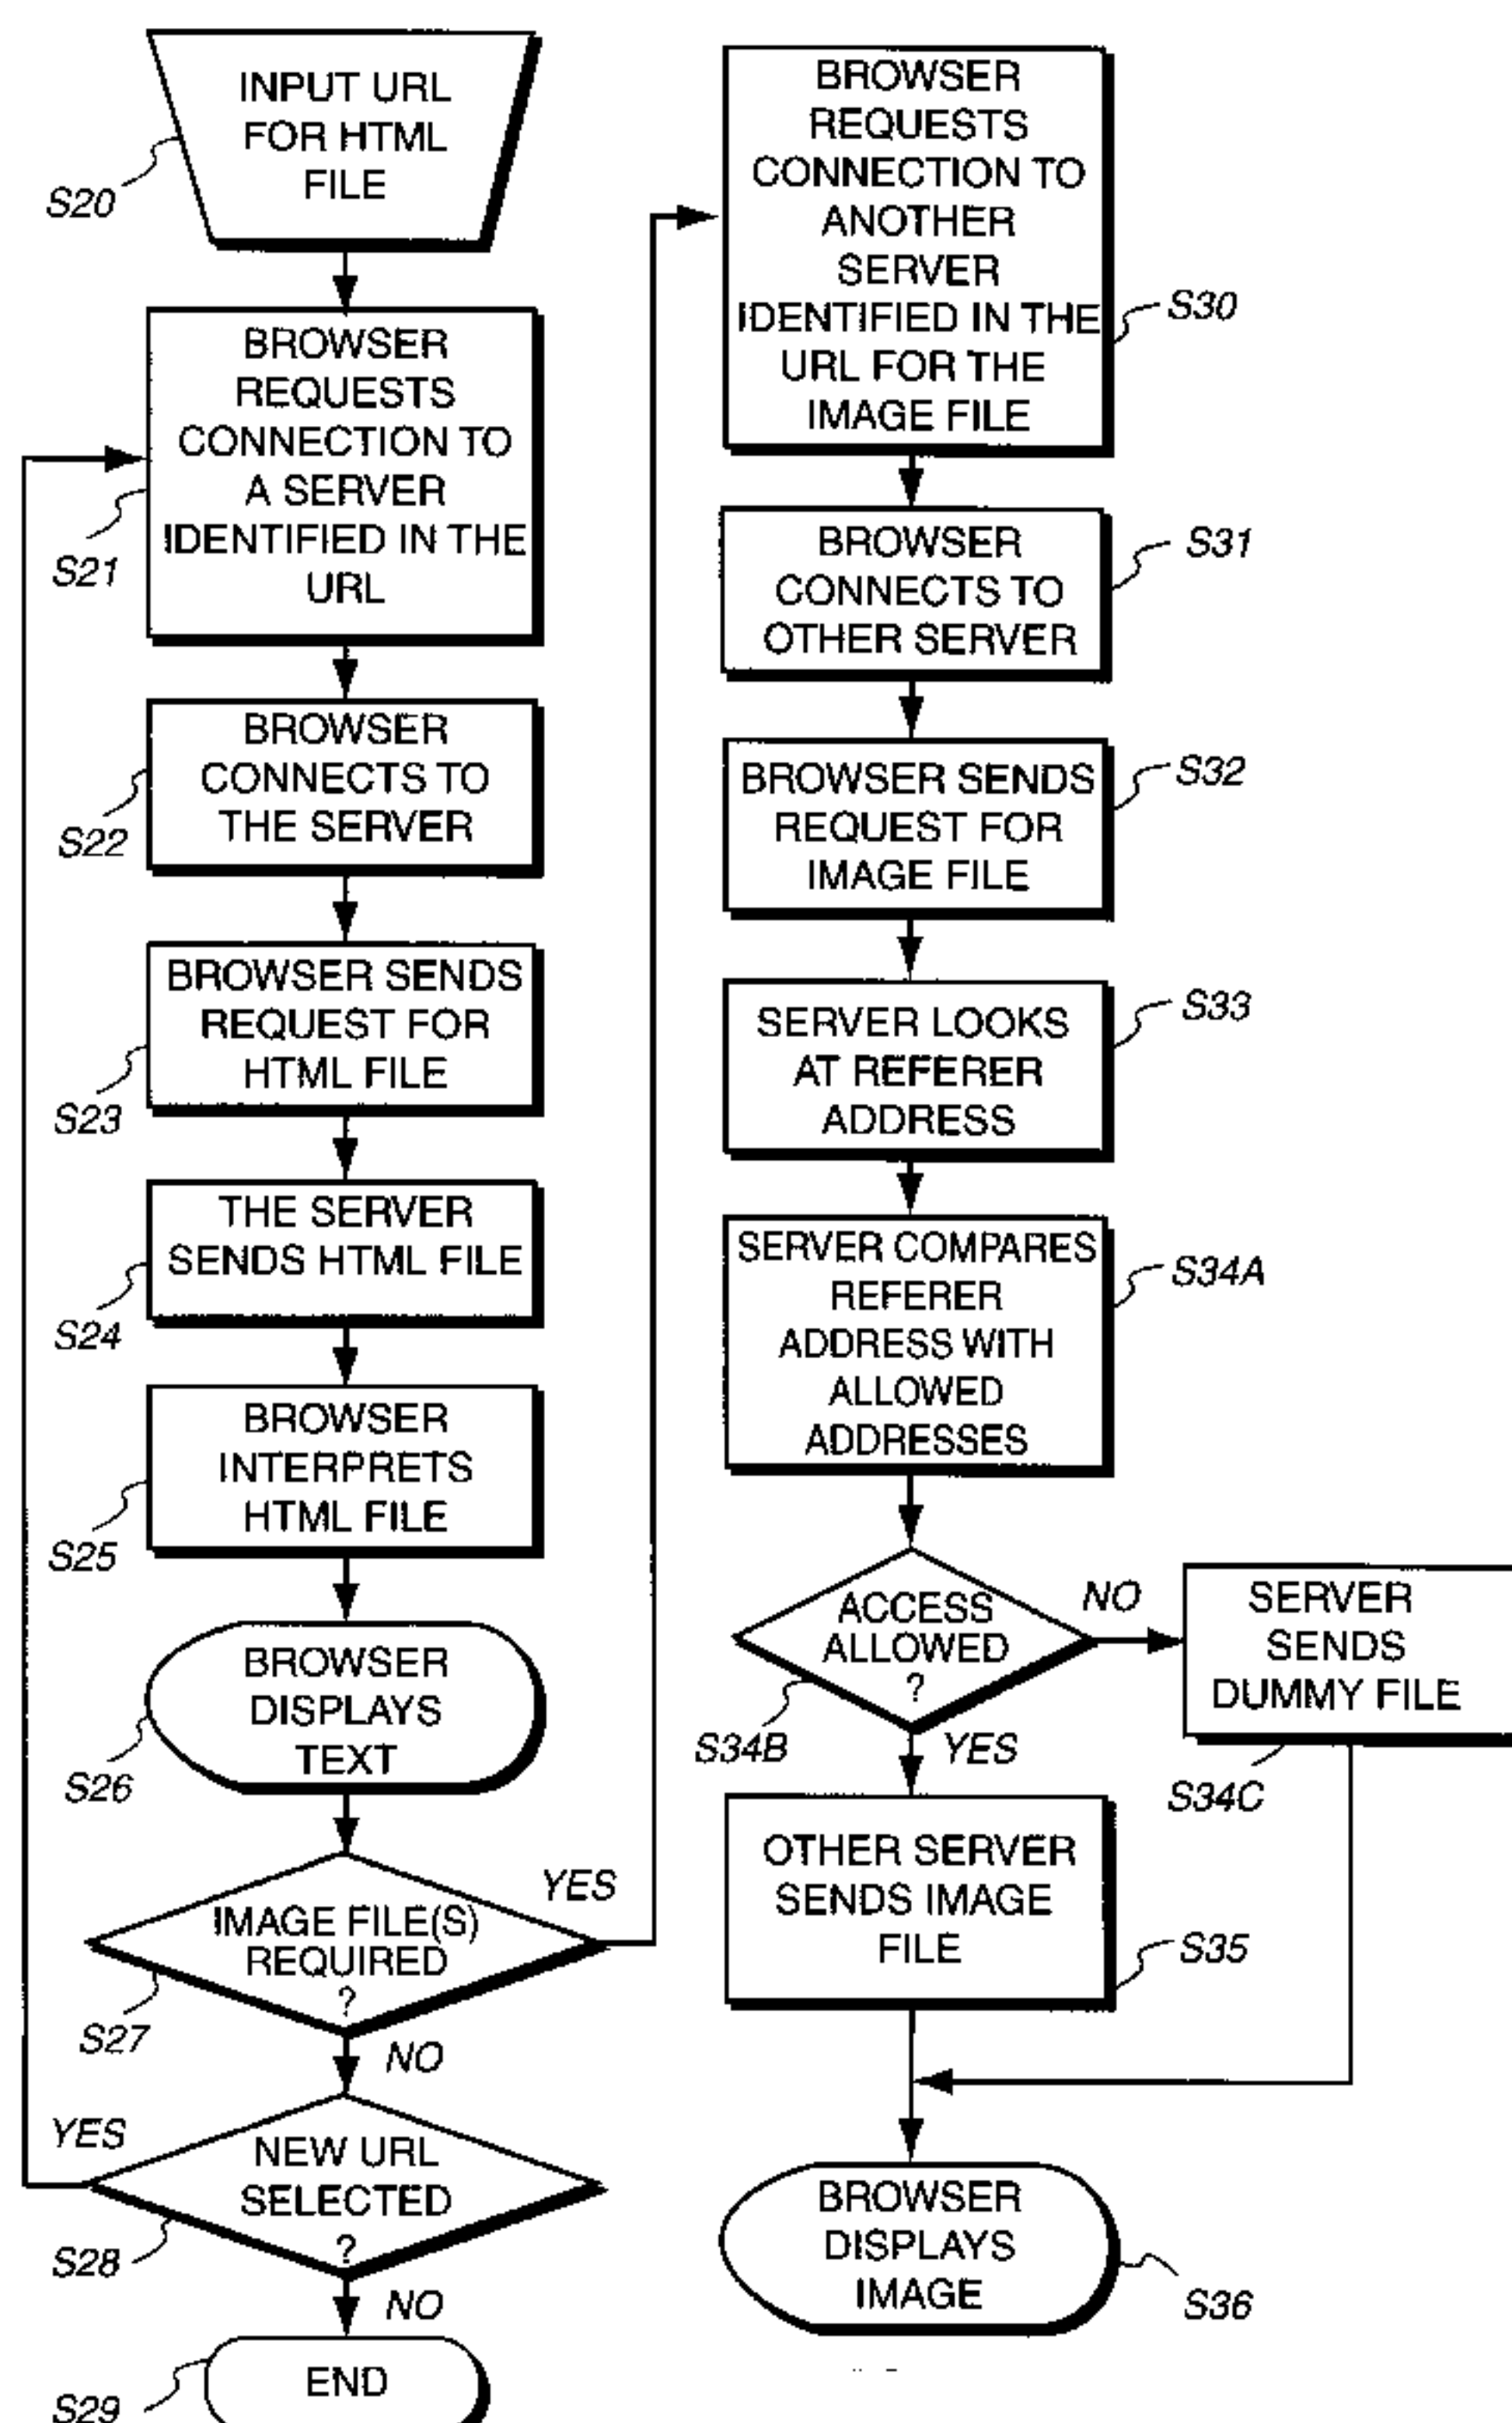 INPUT URL
FOR HTML
FILE
S20
BROWSER
REQUESTS
CONNECTION TO
A SERVER
IDENTIFIED IN THE
URL
S21
BROWSER
CONNECTS TO
THE SERVER
S22
BROWSER SENDS
REQUEST FOR
HTML FILE
S23
THE SERVER
SENDS HTML FILE
S24
BROWSER
INTERPRETS
HTML FILE
S25
BROWSER
DISPLAYS
TEXT
S26
IMAGE FILE(S)
REQUIRED
?
YES
S27
NO
NEW URL
SELECTED
?
YES
S28
NO
END
S29
BROWSER
REQUESTS
CONNECTION TO
ANOTHER
SERVER
IDENTIFIED IN THE
URL FOR THE
IMAGE FILE
S30
BROWSER
CONNECTS TO
OTHER SERVER
S31
BROWSER SENDS
REQUEST FOR
IMAGE FILE
S32
SERVER LOOKS
AT REFERER
ADDRESS
S33
SERVER COMPARES
REFERER
ADDRESS WITH
ALLOWED
ADDRESSES
S34A
ACCESS
ALLOWED
?
NO
S34B
YES
SERVER
SENDS
DUMMY FILE
S34C
OTHER SERVER
SENDS IMAGE
FILE
S35
BROWSER
DISPLAYS
IMAGE
S36